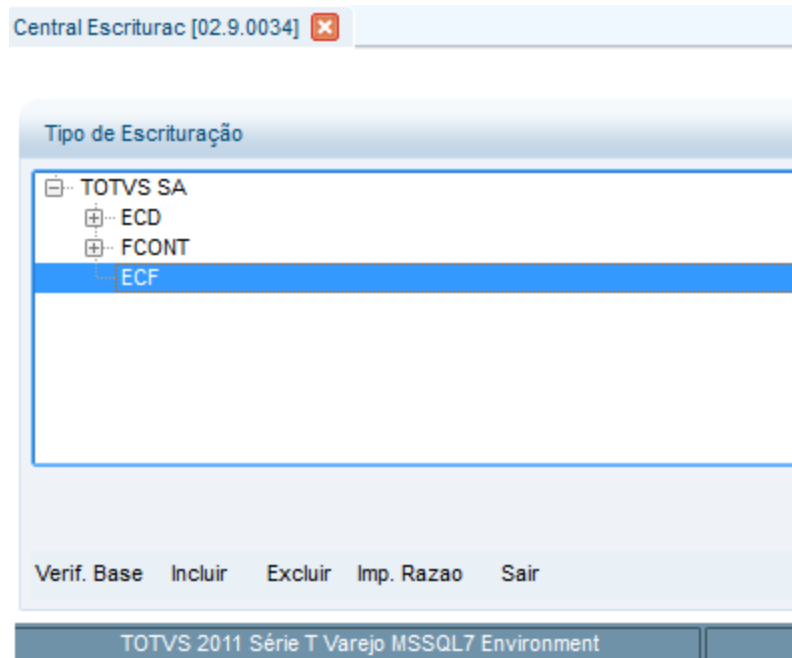 Central Escriturac [02.9.0034]
Tipo de Escrituração
TOTVS SA
ECD
FCONT
ECF
Verif. Base Incluir Excluir Imp. Razao Sair
TOTVS 2011 Série T Varejo MSSQL7 Environment